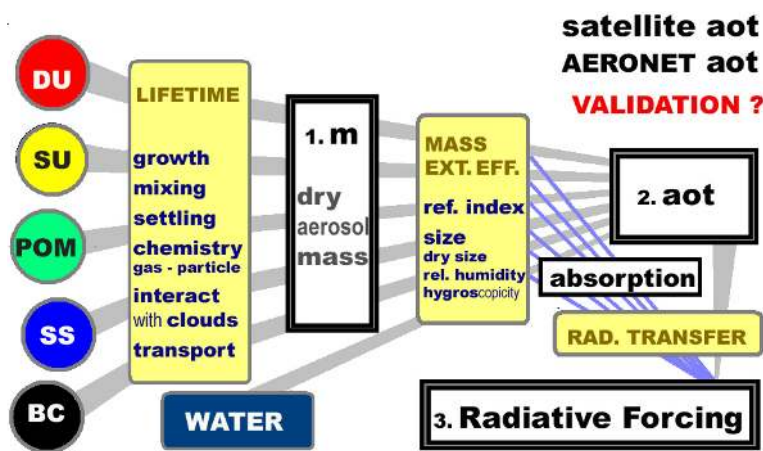 satellite aot
AERONET aot
VALIDATION ?
DU
SU
POM
SS
BC
LIFETIME
growth
mixing
settling
chemistry
gas - particle
interact
with clouds
transport
WATER
1. m
dry
aerosol
mass
MASS
EXT. EFF.
ref. index
size
dry size
rel. humidity
hygroscopicity
2. aot
absorption
RAD. TRANSFER
3. Radiative Forcing